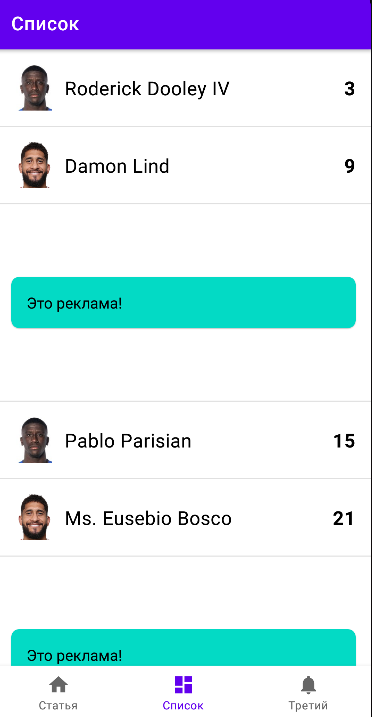 Список
Roderick Dooley IV 3
Damon Lind 9
Это реклама!
Pablo Parisian 15
Ms. Eusebio Bosco 21
Это реклама!
Статья Список Третий